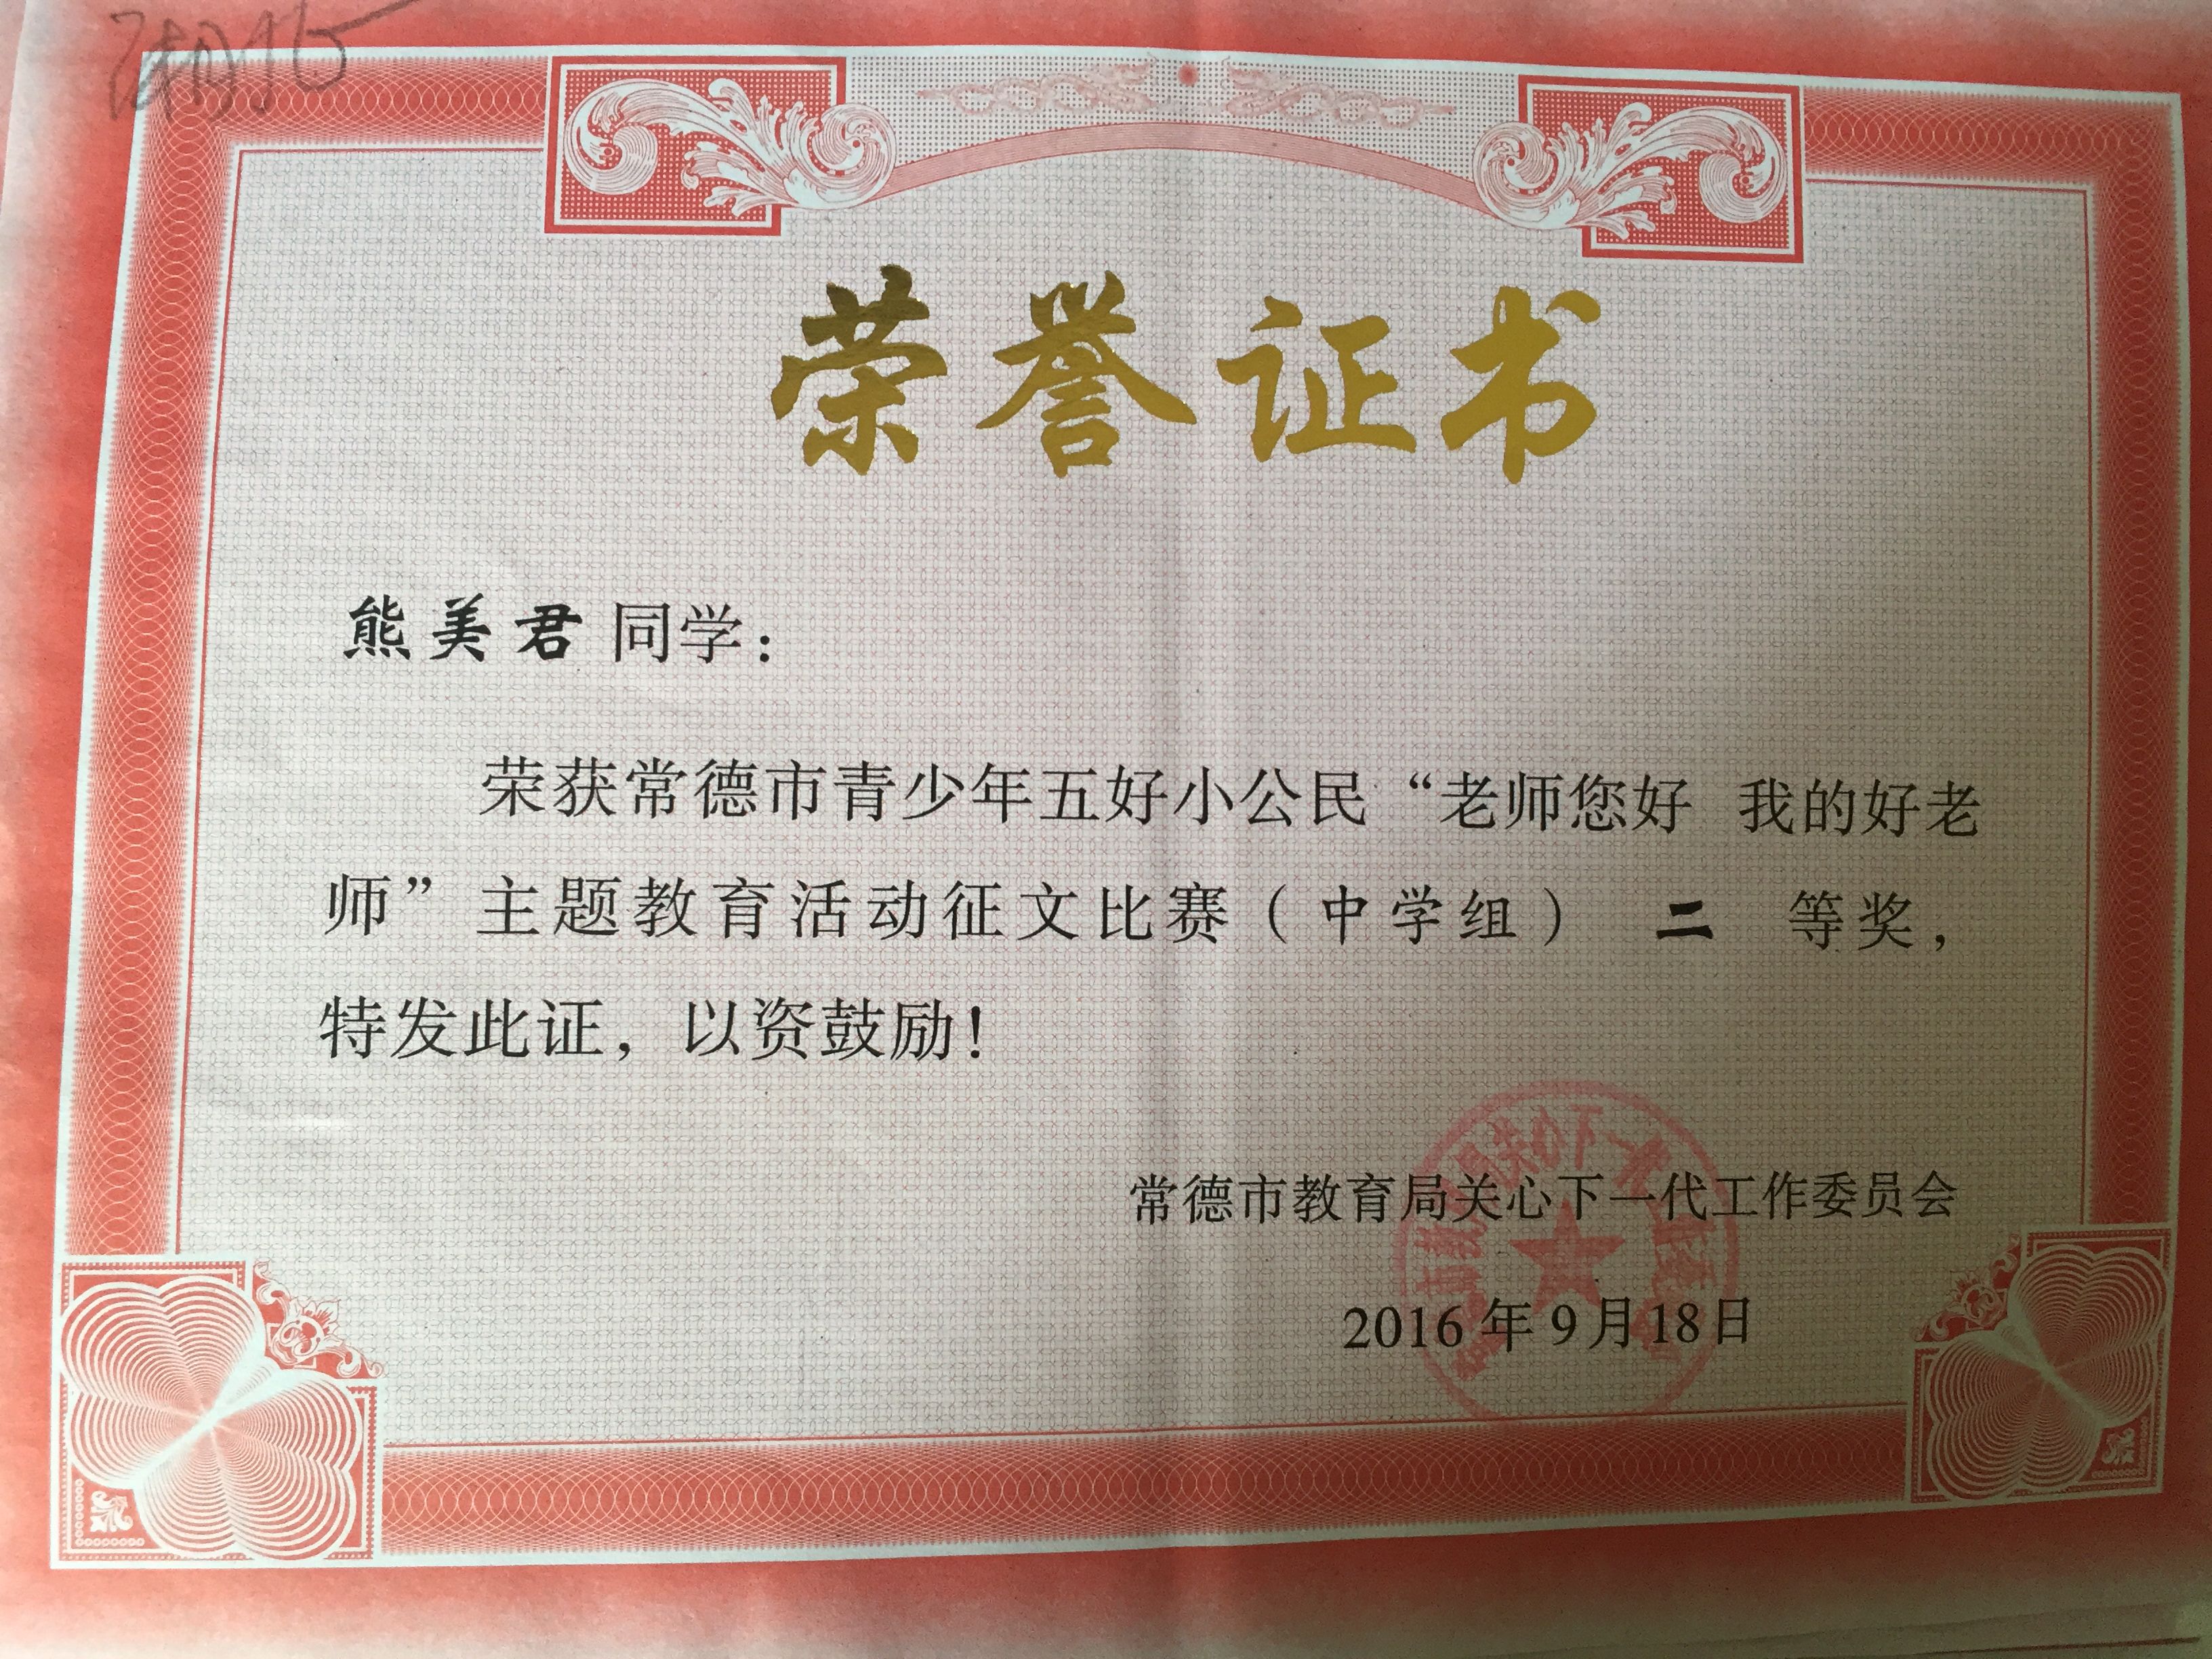 湖北
荣誉证书
熊美君 同学：
荣获常德市青少年五好小公民“老师您好 我的好老
师”主题教育活动征文比赛（中学组） 二 等奖，
特发此证，以资鼓励！
常德市教育局关心下一代工作委员会
2016年9月18日